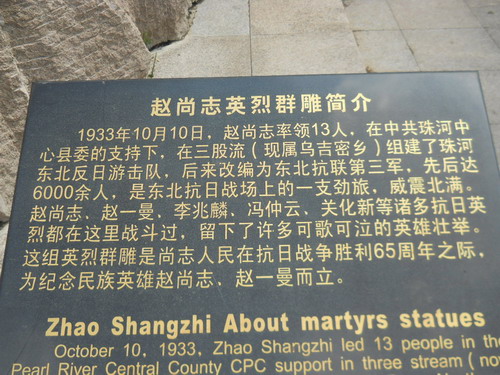 赵尚志英烈群雕简介
1933年10月10日，赵尚志率领13人，在中共珠河中
心县委的支持下，在三股流（现属乌吉密乡）组建了珠河
东北反日游击队，后来改编为东北抗联第三军，先后达
6000余人，是东北抗日战场上的一支劲旅，威震北满。
赵尚志、赵一曼、李兆麟、冯仲云、关化新等诸多抗日英
烈都在这里战斗过，留下了许多可歌可泣的英雄壮举。
这组英烈群雕是尚志人民在抗日战争胜利65周年之际，
为纪念民族英雄赵尚志、赵一曼而立。
Zhao Shangzhi About martyrs statues
October 10, 1933, Zhao Shangzhi led 13 people in the
Pearl River Central County CPC support in three stream (no